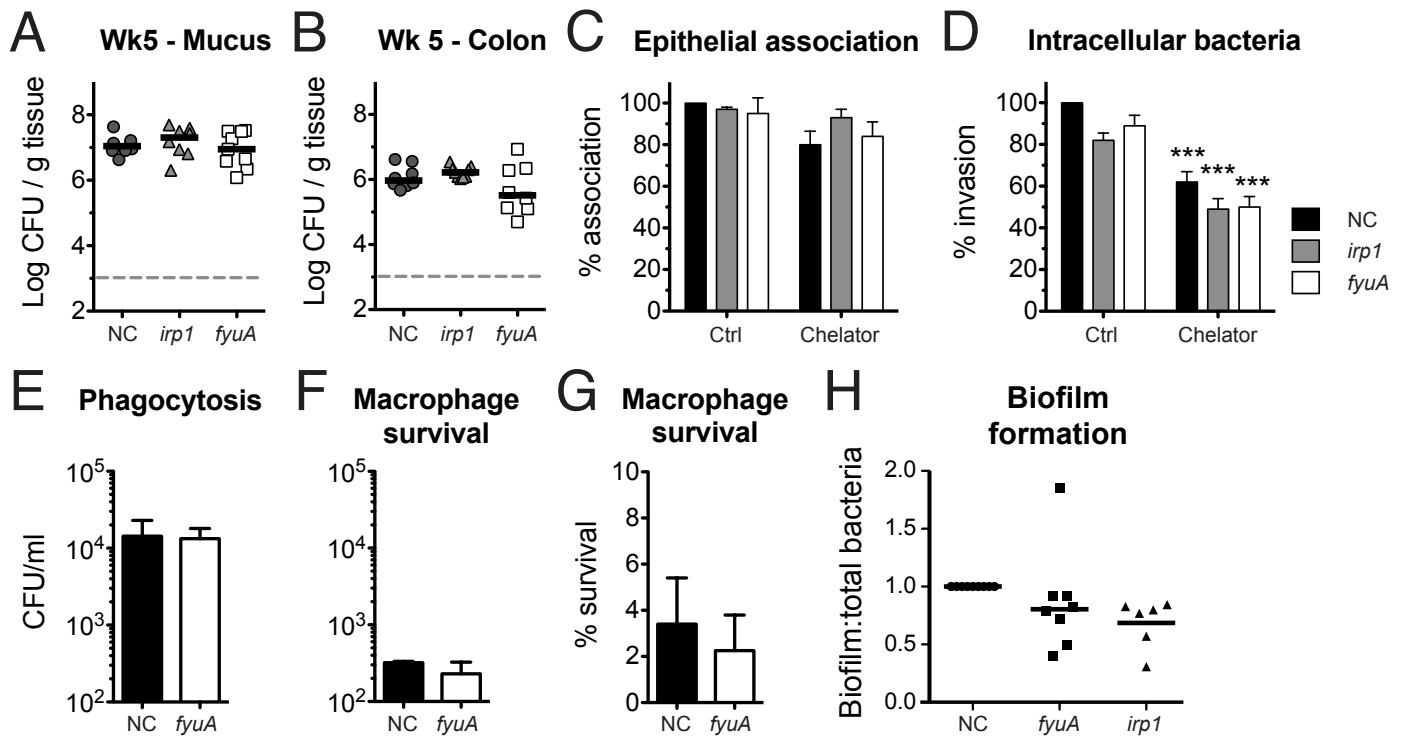 A Wk5 - Mucus
Log CFU / g tissue
8
6
4
2
NC irp1 fyuA
B Wk 5 - Colon
Log CFU / g tissue
8
6
4
2
NC irp1 fyuA
C Epithelial association
% association
100
80
60
40
20
0
Ctrl Chelator
D Intracellular bacteria
% invasion
100
80
60
40
20
0
*** *** ***
Ctrl Chelator
NC
irp1
fyuA
E Phagocytosis
CFU/ml
10⁵
10⁴
10³
10²
NC fyuA
F Macrophage
survival
10⁵
10⁴
10³
10²
NC fyuA
G Macrophage
survival
% survival
10
8
6
4
2
0
NC fyuA
H Biofilm
formation
Biofilm:total bacteria
2.0
1.5
1.0
0.5
0.0
NC fyuA irp1